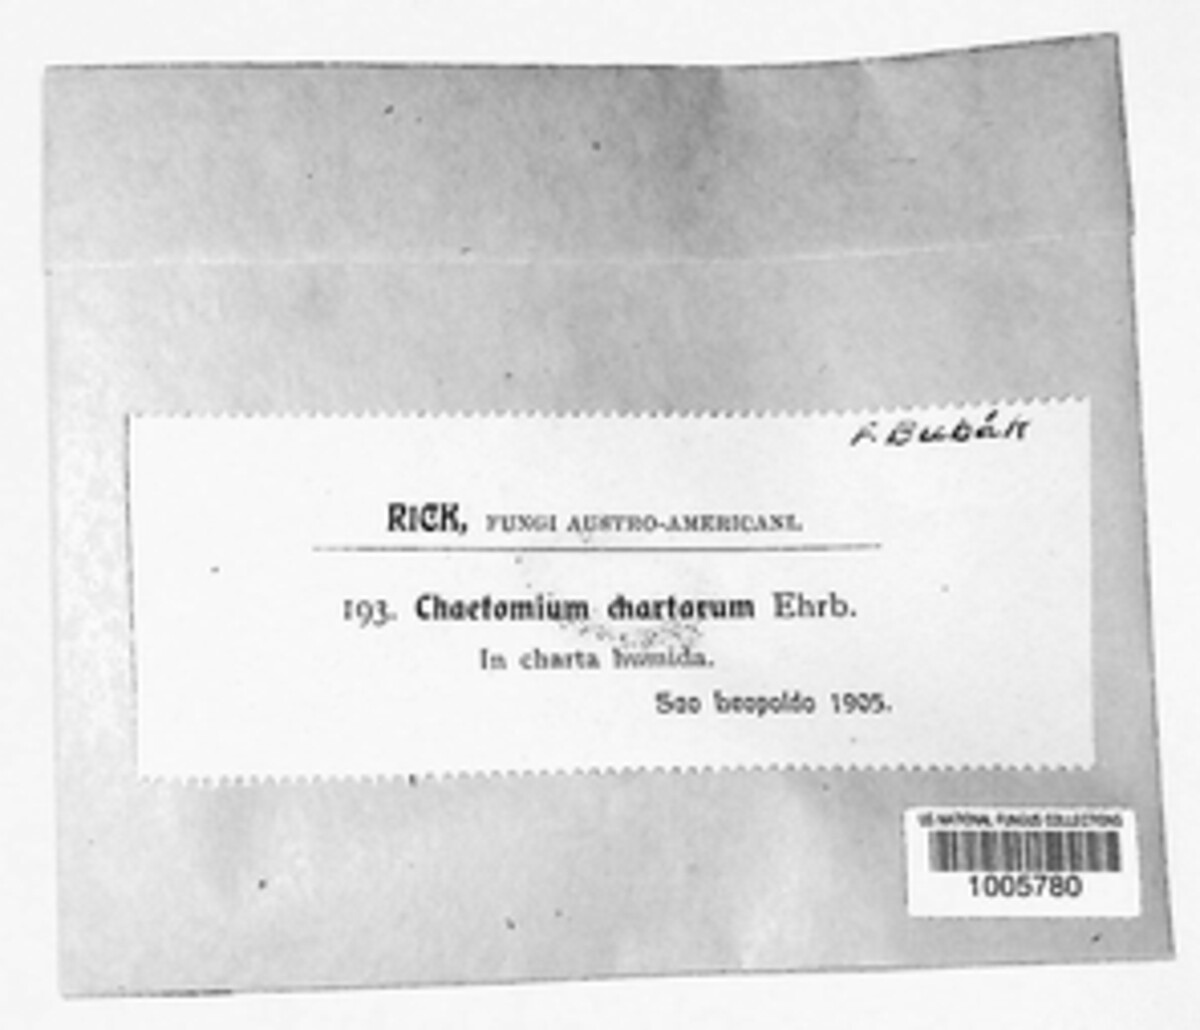 F. Bubák
RICK, FUNGI AUSTRO-AMERICANI.
193. Chaetomium chartarum Ehrb.
In charta humida.
Sao Leopoldo 1905.
US NATIONAL FUNGUS COLLECTIONS
1005780